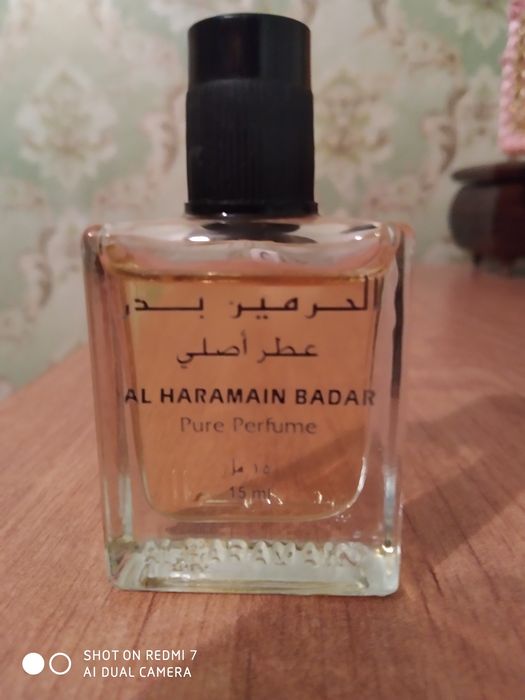 الحرمين بدر
عطر أصلي
AL HARAMAIN BADAR
Pure Perfume
١٥ مل
15 ml
AL HARAMAIN
SHOT ON REDMI 7
AI DUAL CAMERA